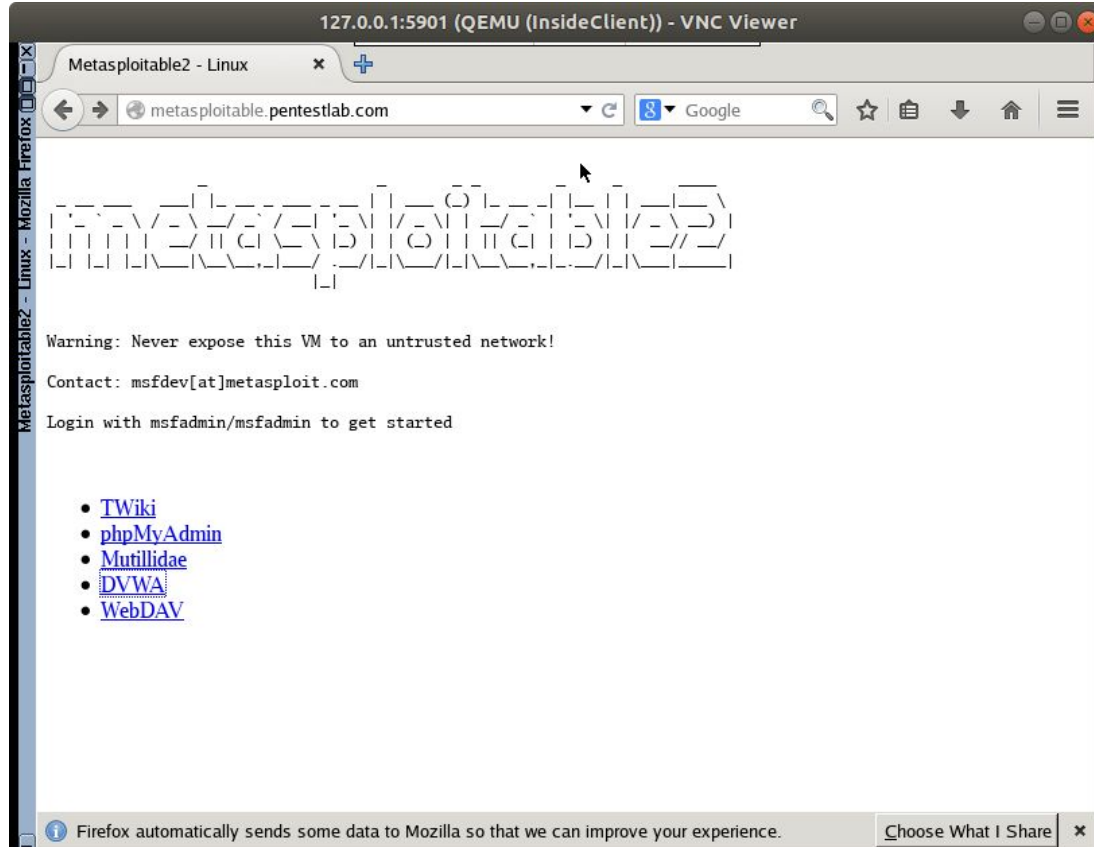 127.0.0.1:5901 (QEMU (InsideClient)) - VNC Viewer
Metasploitable2 - Linux - Mozilla Firefox
Metasploitable2 - Linux
metasploitable.pentestlab.com
Google
metasploitable2
Warning: Never expose this VM to an untrusted network!
Contact: msfdev[at]metasploit.com
Login with msfadmin/msfadmin to get started
TWiki
phpMyAdmin
Mutillidae
DVWA
WebDAV
Firefox automatically sends some data to Mozilla so that we can improve your experience.
Choose What I Share